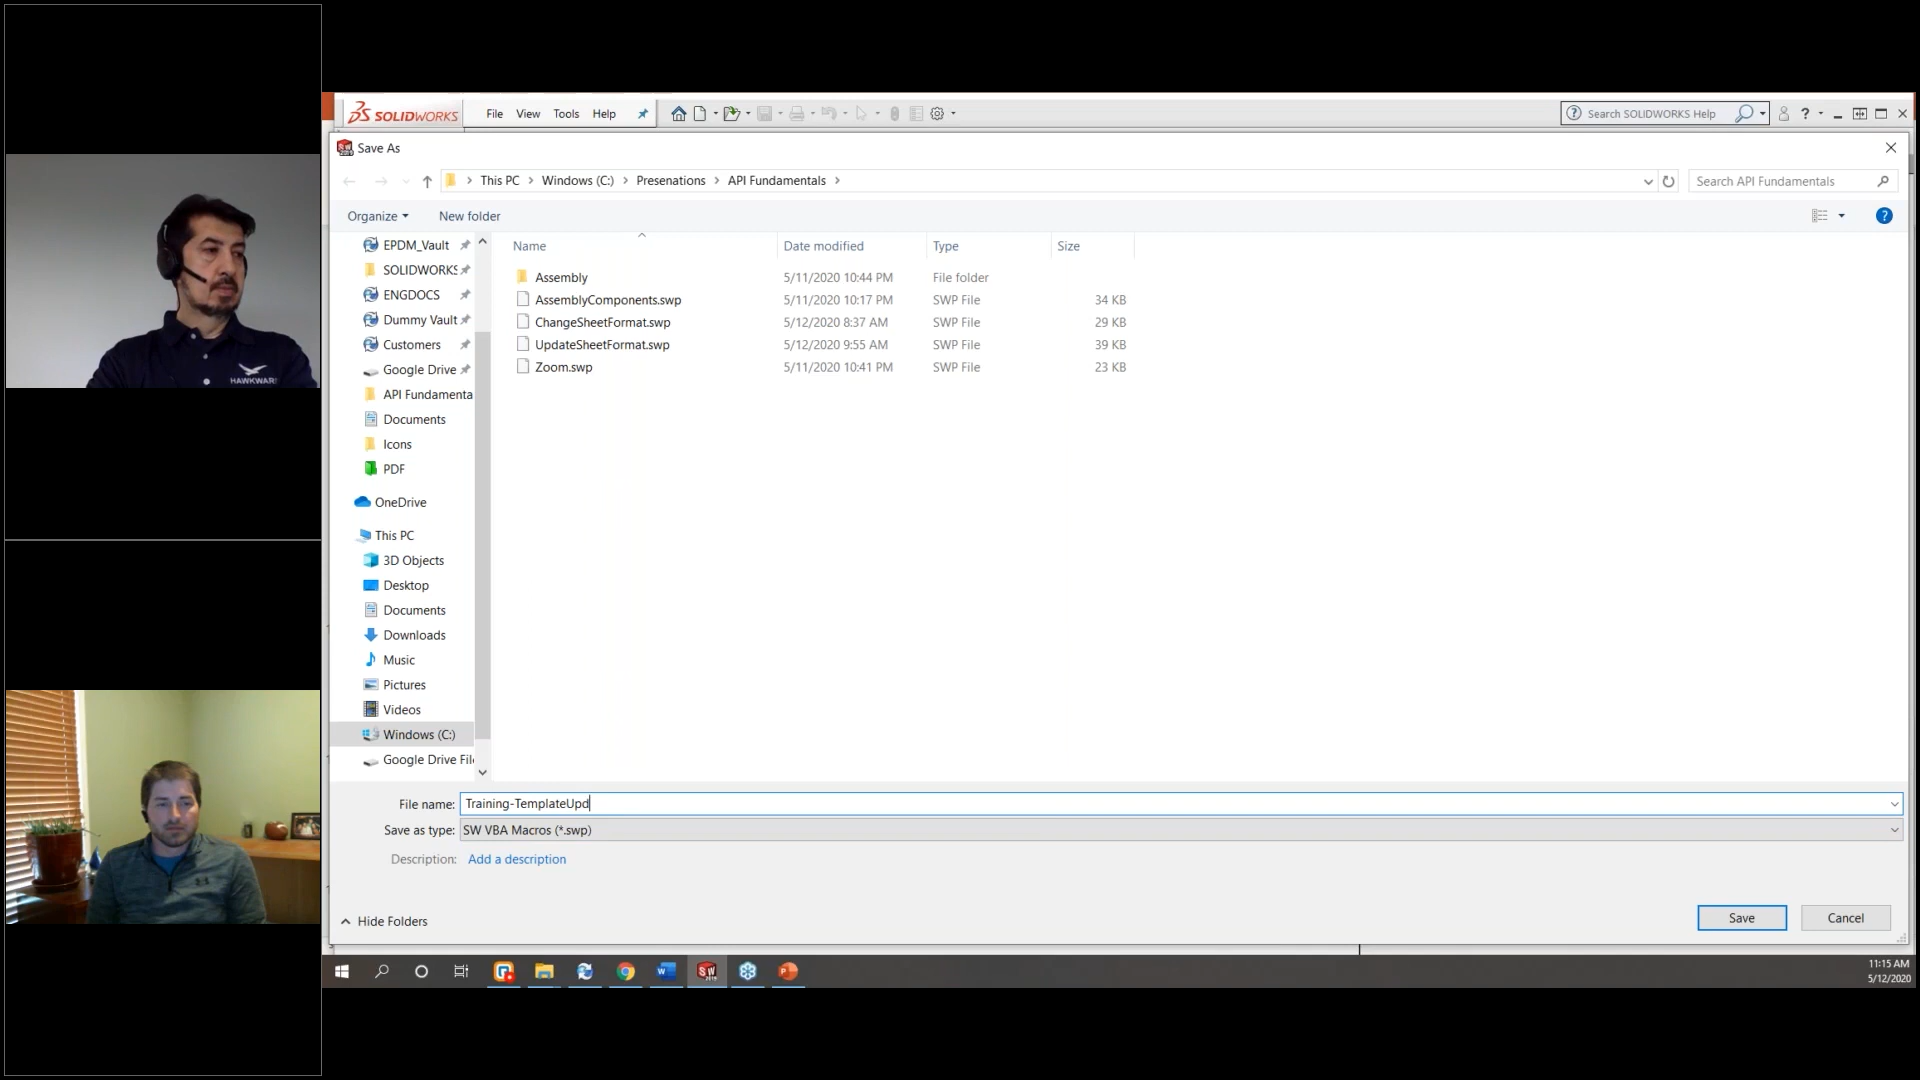 SOLIDWORKS File View Tools Help Search SOLIDWORKS Help ?
Save As
This PC Windows (C:) Presenations API Fundamentals Search API Fundamentals
Organize New folder ?
Name Date modified Type Size
EPDM_Vault
SOLIDWORKS
ENGDOCS
Dummy Vault
Customers
Google Drive
API Fundamenta
Documents
Icons
PDF
OneDrive
This PC
3D Objects
Desktop
Documents
Downloads
Music
Pictures
Videos
Windows (C:)
Google Drive Fil
Assembly 5/11/2020 10:44 PM File folder
AssemblyComponents.swp 5/11/2020 10:17 PM SWP File 34 KB
ChangeSheetFormat.swp 5/12/2020 8:37 AM SWP File 29 KB
UpdateSheetFormat.swp 5/12/2020 9:55 AM SWP File 39 KB
Zoom.swp 5/11/2020 10:41 PM SWP File 23 KB
File name: Training-TemplateUpd
Save as type: SW VBA Macros (*.swp)
Description: Add a description
Hide Folders Save Cancel
11:15 AM
5/12/2020